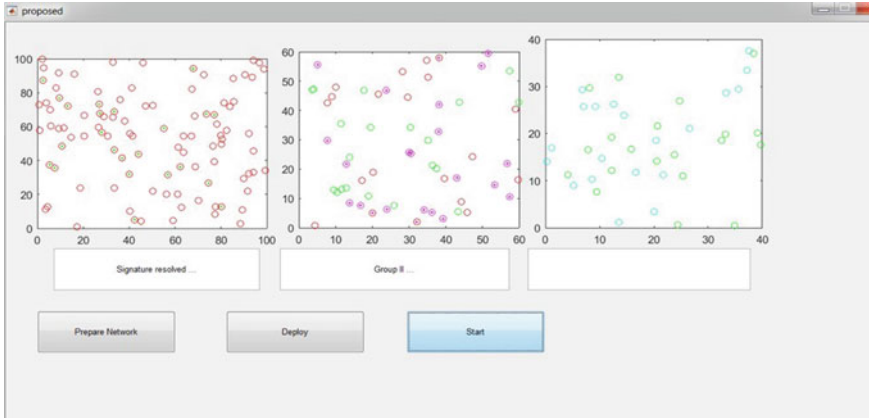 proposed
100
80
60
40
20
0
0 20 40 60 80 100
60
50
40
30
20
10
0
0 10 20 30 40 50 60
40
30
20
10
0
0 10 20 30 40
Signature resolved ...
Group II ...
Prepare Network
Deploy
Start